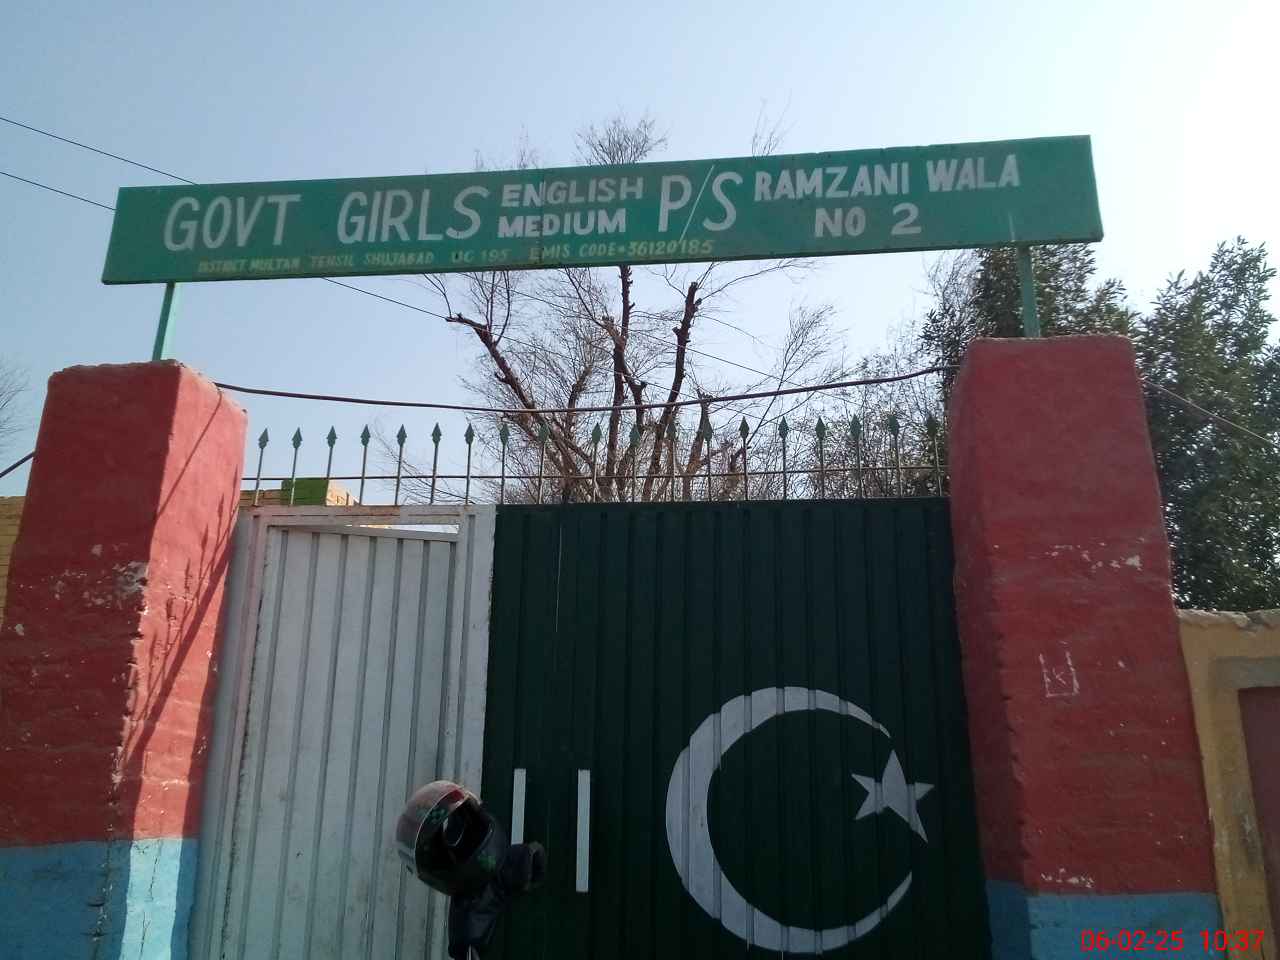 GOVT GIRLS ENGLISH MEDIUM P/S RAMZANI WALA NO 2
DISTRICT MULTAN TEHSIL SHUJABAD UC 195 EMIS CODE=36120185
06-02-25 10:37